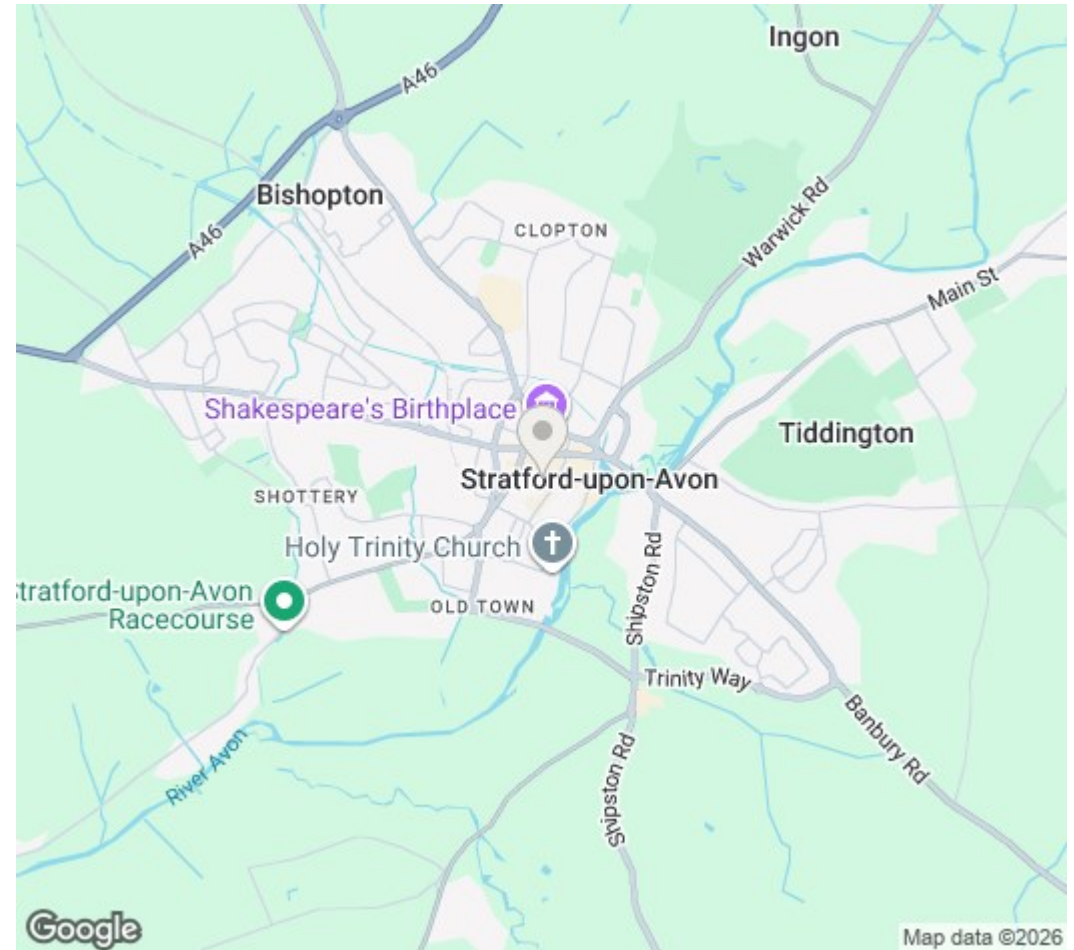 Ingon
A46
Bishopton
CLOPTON
Warwick Rd
A46
Main St
Shakespeare's Birthplace
Tiddington
Stratford-upon-Avon
SHOTTERY
Holy Trinity Church
Stratford-upon-Avon
Racecourse
OLD TOWN
Shipston Rd
Trinity Way
River Avon
Banbury Rd
Shipston Rd
Google
Map data ©2026